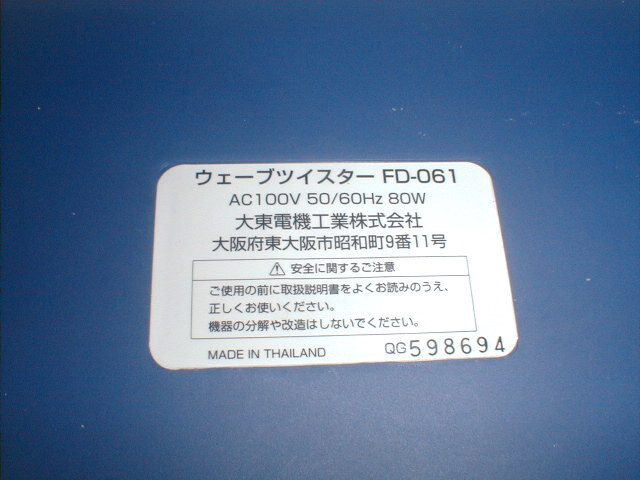 ウェーブツイスター FD-061
AC100V 50/60Hz 80W
大東電機工業株式会社
大阪府東大阪市昭和町9番11号
⚠ 安全に関するご注意
ご使用の前に取扱説明書をよくお読みのうえ、
正しくお使いください。
機器の分解や改造はしないでください。
MADE IN THAILAND QG598694